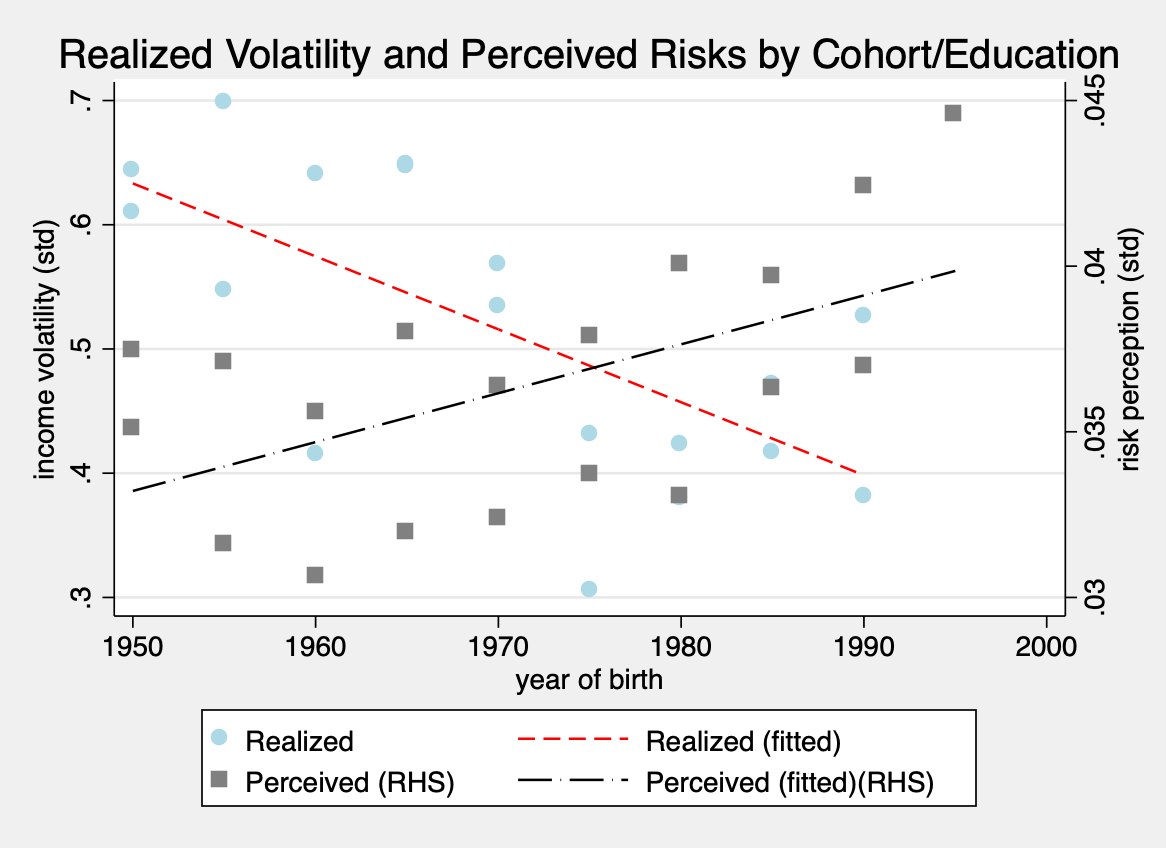 Realized Volatility and Perceived Risks by Cohort/Education
.7
.6
.5
.4
.3
income volatility (std)
.045
.04
.035
.03
risk perception (std)
1950 1960 1970 1980 1990 2000
year of birth
Realized Realized (fitted)
Perceived (RHS) Perceived (fitted)(RHS)